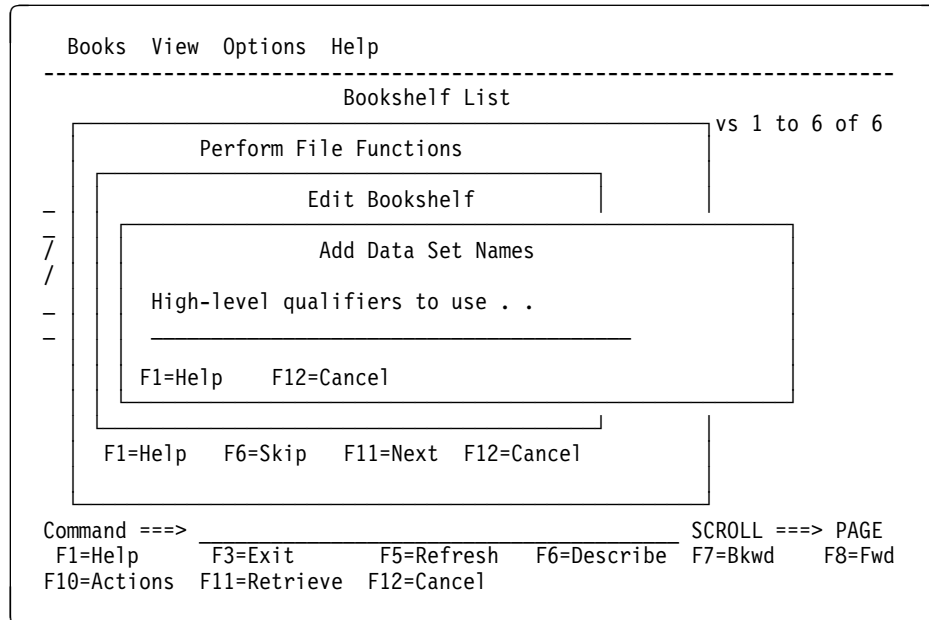 Books View Options Help
--------------------------------------------------------------------------
Bookshelf List
vs 1 to 6 of 6
Perform File Functions
Edit Bookshelf
_
_
/ Add Data Set Names
/
_ High-level qualifiers to use . .
_ ________________________________________
F1=Help F12=Cancel
F1=Help F6=Skip F11=Next F12=Cancel
Command ===> ________________________________________ SCROLL ===> PAGE
F1=Help F3=Exit F5=Refresh F6=Describe F7=Bkwd F8=Fwd
F10=Actions F11=Retrieve F12=Cancel